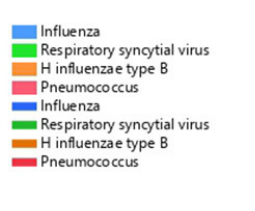 Influenza
Respiratory syncytial virus
H influenzae type B
Pneumococcus
Influenza
Respiratory syncytial virus
H influenzae type B
Pneumococcus